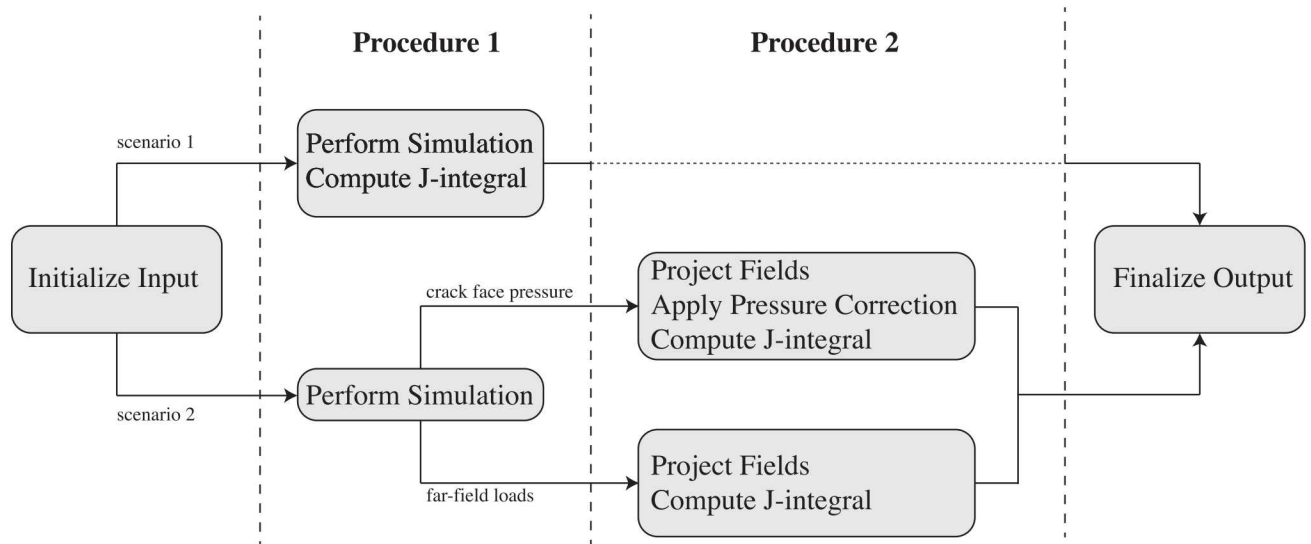 Procedure 1
Procedure 2
scenario 1
Perform Simulation
Compute J-integral
Initialize Input
scenario 2
crack face pressure
Perform Simulation
far-field loads
Project Fields
Apply Pressure Correction
Compute J-integral
Project Fields
Compute J-integral
Finalize Output